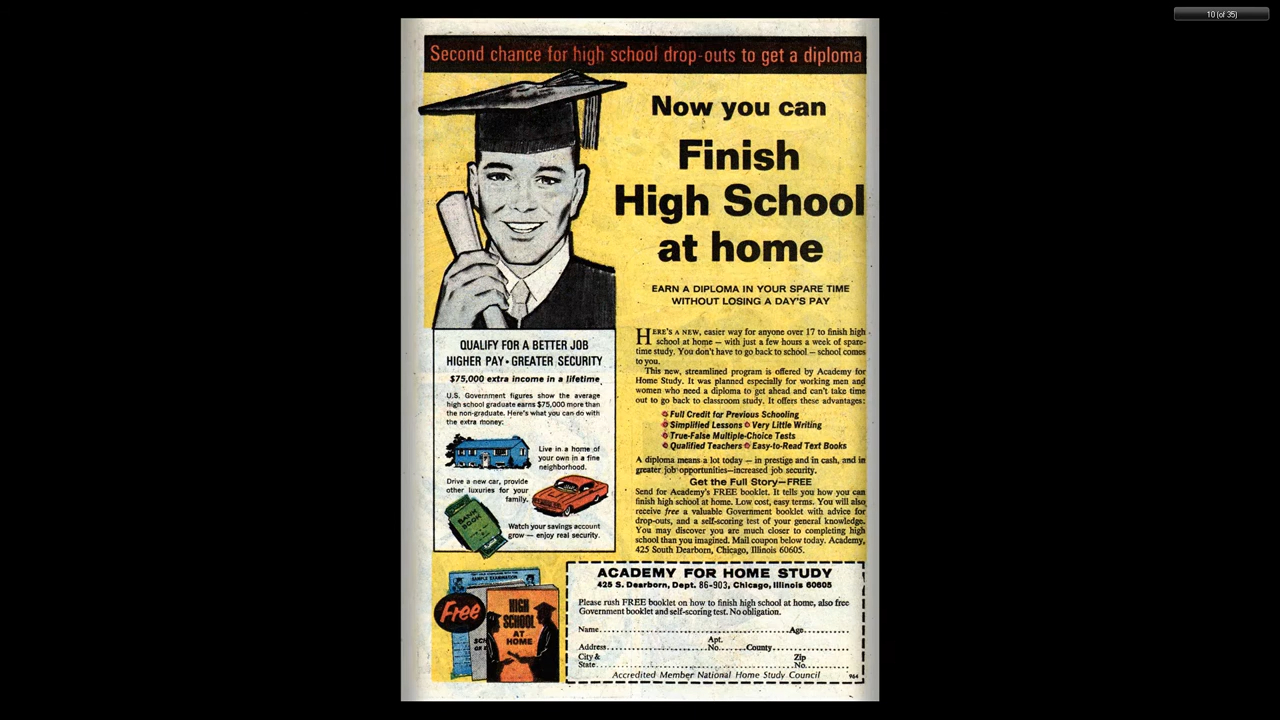 10 (of 35)
Second chance for high school drop-outs to get a diploma
Now you can
Finish
High School
at home
EARN A DIPLOMA IN YOUR SPARE TIME
WITHOUT LOSING A DAY'S PAY
HERE'S A NEW, easier way for anyone over 17 to finish high
school at home — with just a few hours a week of spare-
time study. You don't have to go back to school — school comes
to you.
This new, streamlined program is offered by Academy for
Home Study. It was planned especially for working men and
women who need a diploma to get ahead and can't take time
out to go back to classroom study. It offers these advantages:
Full Credit for Previous Schooling
Simplified Lessons Very Little Writing
True-False Multiple-Choice Tests
Qualified Teachers Easy-to-Read Text Books
A diploma means a lot today — in prestige and in cash, and in
greater job opportunities—increased job security.
Get the Full Story—FREE
Send for Academy's FREE booklet. It tells you how you can
finish high school at home. Low cost, easy terms. You will also
receive free a valuable Government booklet with advice for
drop-outs, and a self-scoring test of your general knowledge.
You may discover you are much closer to completing high
school than you imagined. Mail coupon below today. Academy,
425 South Dearborn, Chicago, Illinois 60605.
QUALIFY FOR A BETTER JOB
HIGHER PAY • GREATER SECURITY
$75,000 extra income in a lifetime
U.S. Government figures show the average
high school graduate earns $75,000 more than
the non-graduate. Here's what you can do with
the extra money:
Live in a home of
your own in a fine
neighborhood.
Drive a new car, provide
other luxuries for your
family.
BANK
BOOK
Watch your savings account
grow — enjoy real security.
SAMPLE EXAMINATION
Free
HIGH
SCHOOL
AT
HOME
ACADEMY FOR HOME STUDY
425 S. Dearborn, Dept. 86-903, Chicago, Illinois 60605
Please rush FREE booklet on how to finish high school at home, also free
Government booklet and self-scoring test. No obligation.
Name Age
Apt.
Address No. County
City & Zip
State No.
Accredited Member National Home Study Council 964